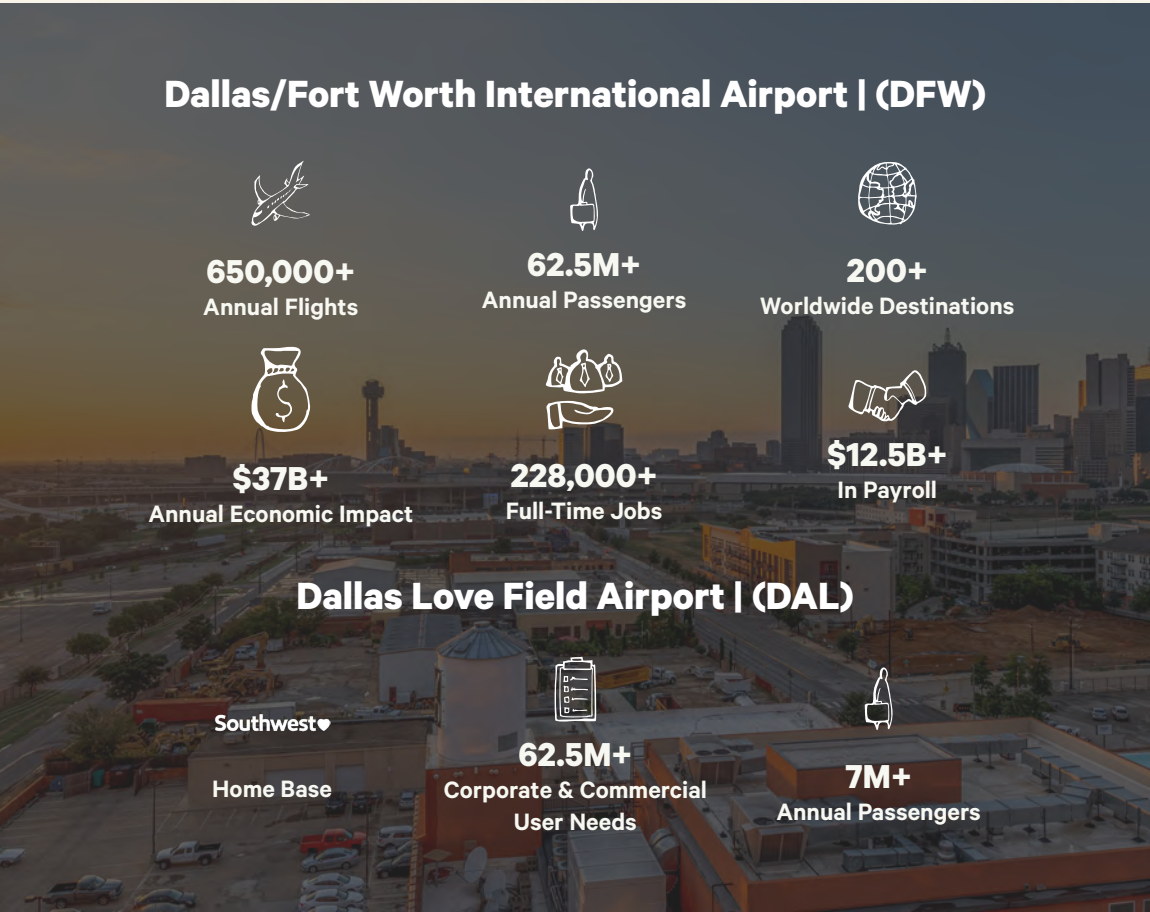 Dallas/Fort Worth International Airport | (DFW)
650,000+
Annual Flights
62.5M+
Annual Passengers
200+
Worldwide Destinations
$37B+
Annual Economic Impact
228,000+
Full-Time Jobs
$12.5B+
In Payroll
Dallas Love Field Airport | (DAL)
Southwest
Home Base
62.5M+
Corporate & Commercial
User Needs
7M+
Annual Passengers